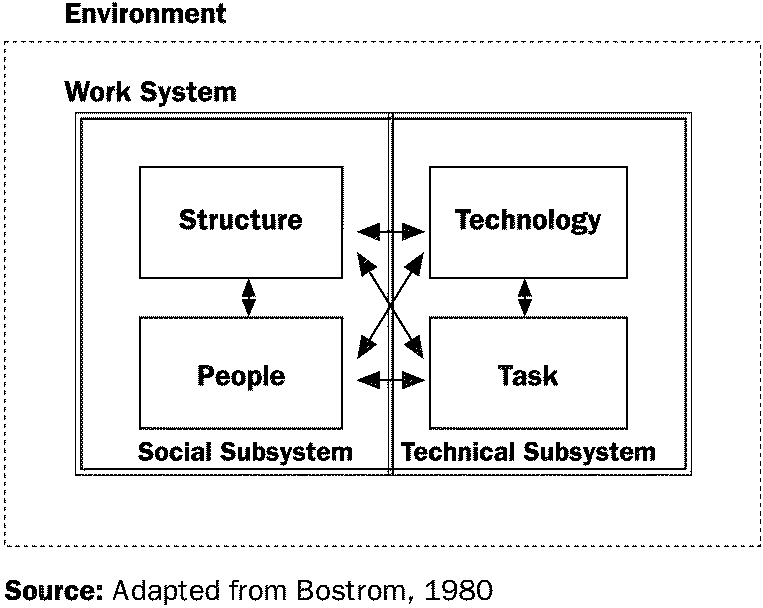 Environment
Work System
Structure
Technology
People
Task
Social Subsystem
Technical Subsystem
Source: Adapted from Bostrom, 1980